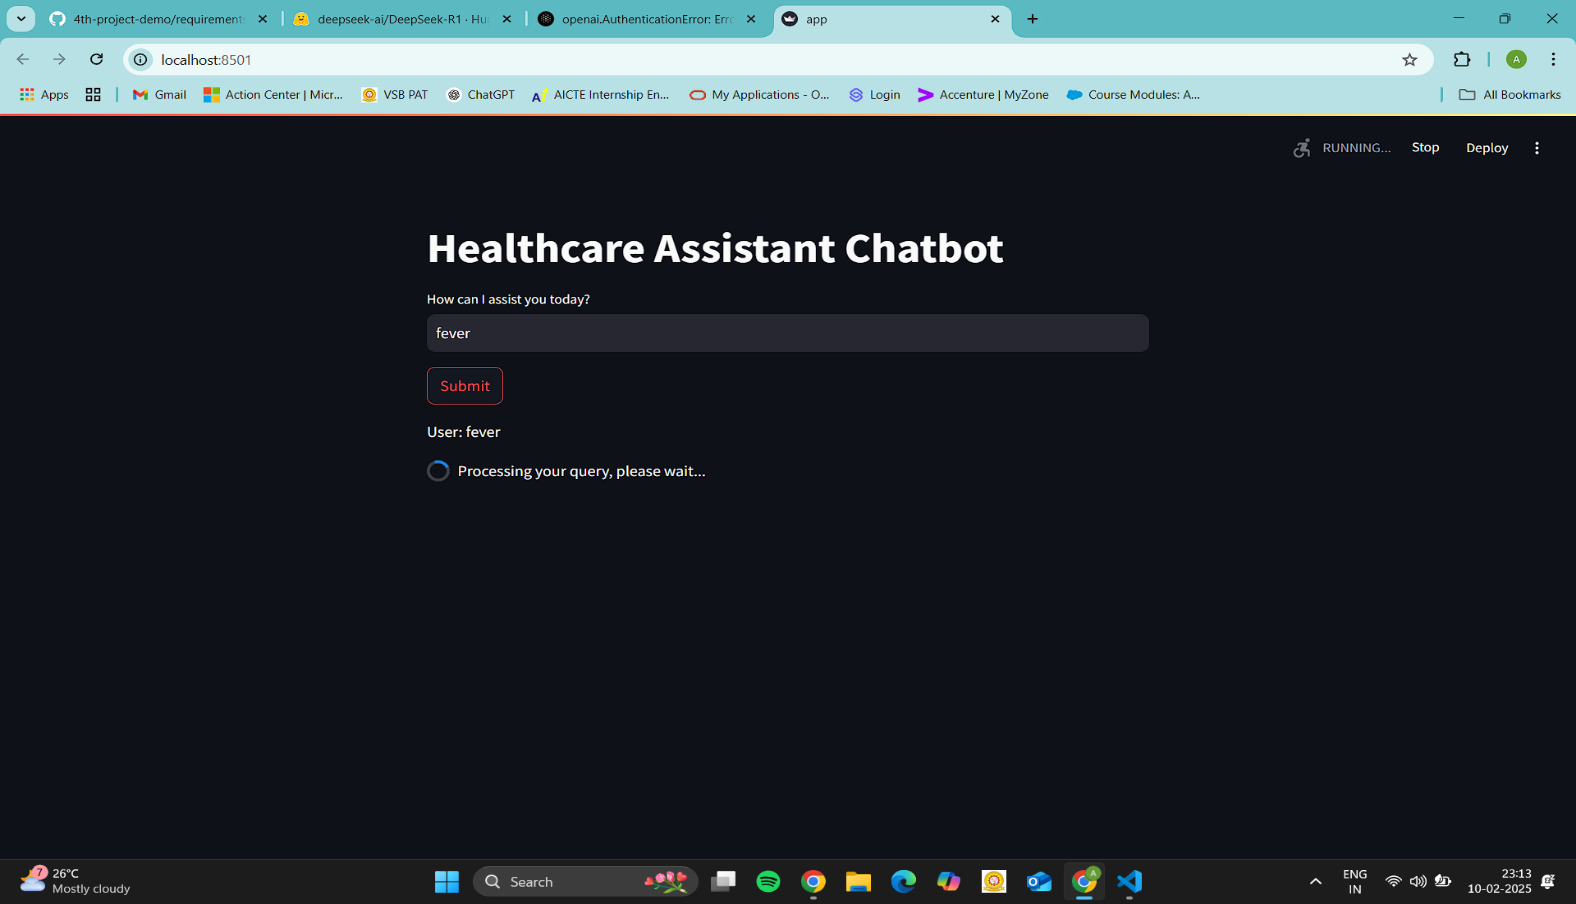 4th-project-demo/requirement
deepseek-ai/DeepSeek-R1 · Hu
openai.AuthenticationError: Erro
app
localhost:8501
A
Apps
Gmail
Action Center | Micr...
VSB PAT
ChatGPT
AICTE Internship En...
My Applications - O...
Login
Accenture | MyZone
Course Modules: A...
All Bookmarks
RUNNING...
Stop
Deploy
Healthcare Assistant Chatbot
How can I assist you today?
fever
Submit
User: fever
Processing your query, please wait...
7
26°C
Mostly cloudy
Search
A
ENG
IN
23:13
10-02-2025